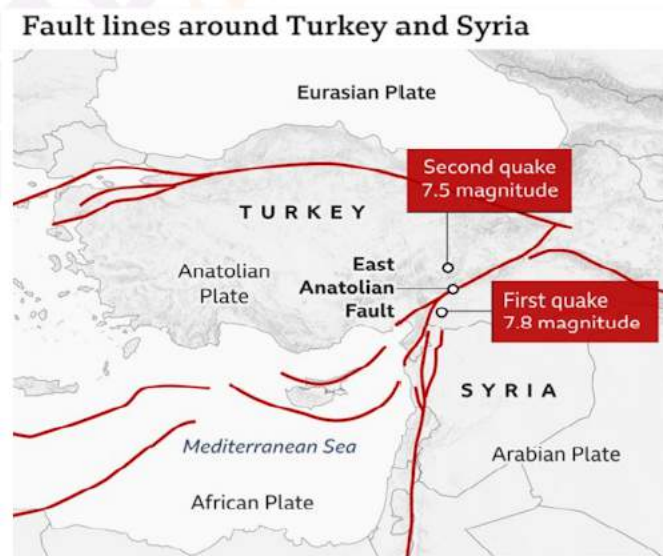 Fault lines around Turkey and Syria
Eurasian Plate
Second quake
7.5 magnitude
TURKEY
Anatolian
Plate
East
Anatolian
Fault
First quake
7.8 magnitude
SYRIA
Mediterranean Sea
Arabian Plate
African Plate